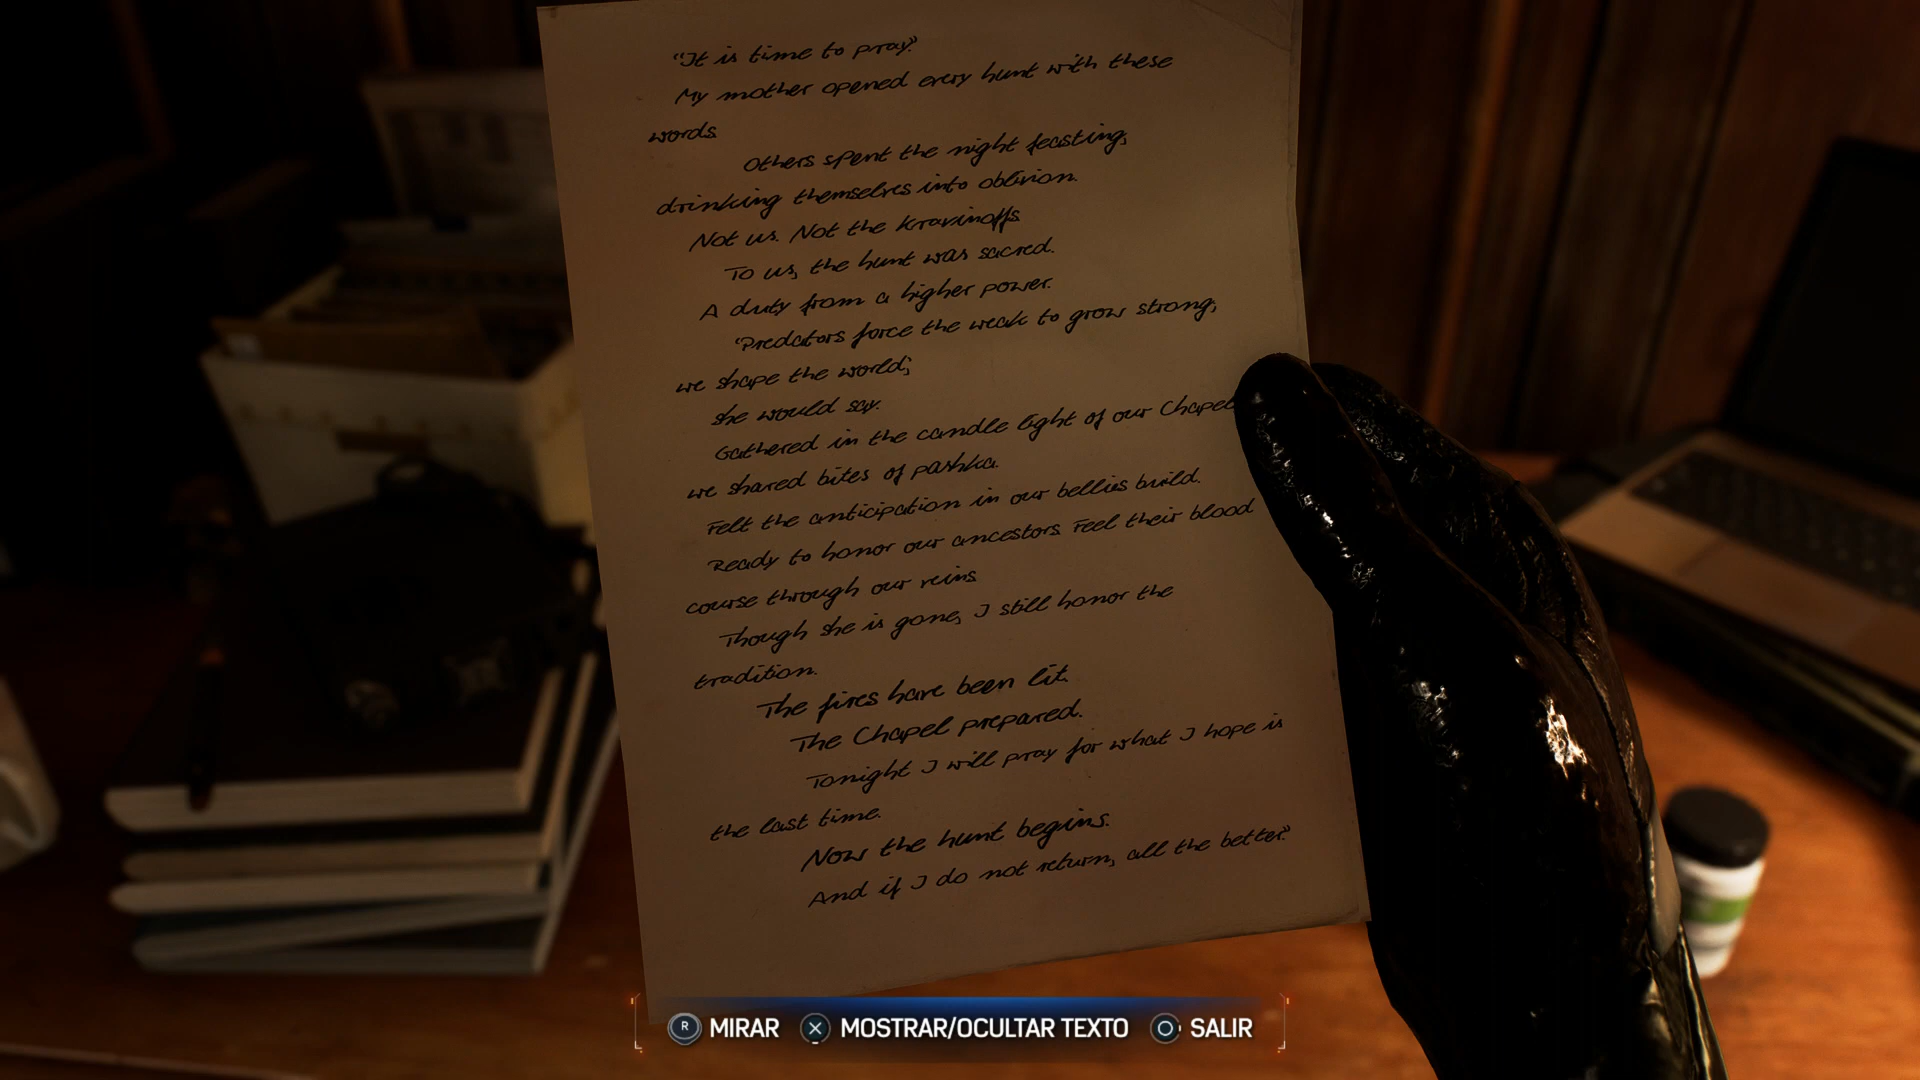 "It is time to pray."
My mother opened every hunt with these
words.
Others spent the night feasting,
drinking themselves into oblivion.
Not us. Not the Kravinoffs.
To us, the hunt was sacred.
A duty from a higher power.
'Predators force the weak to grow strong,
we shape the world,'
she would say.
Gathered in the candle light of our Chapel
we shared bites of pashka.
Felt the anticipation in our bellies build.
Ready to honor our ancestors. Feel their blood
course through our veins.
Though she is gone, I still honor the
tradition.
The fires have been lit.
The Chapel prepared.
Tonight I will pray for what I hope is
the last time.
Now the hunt begins.
And if I do not return, all the better."
R MIRAR MOSTRAR/OCULTAR TEXTO SALIR